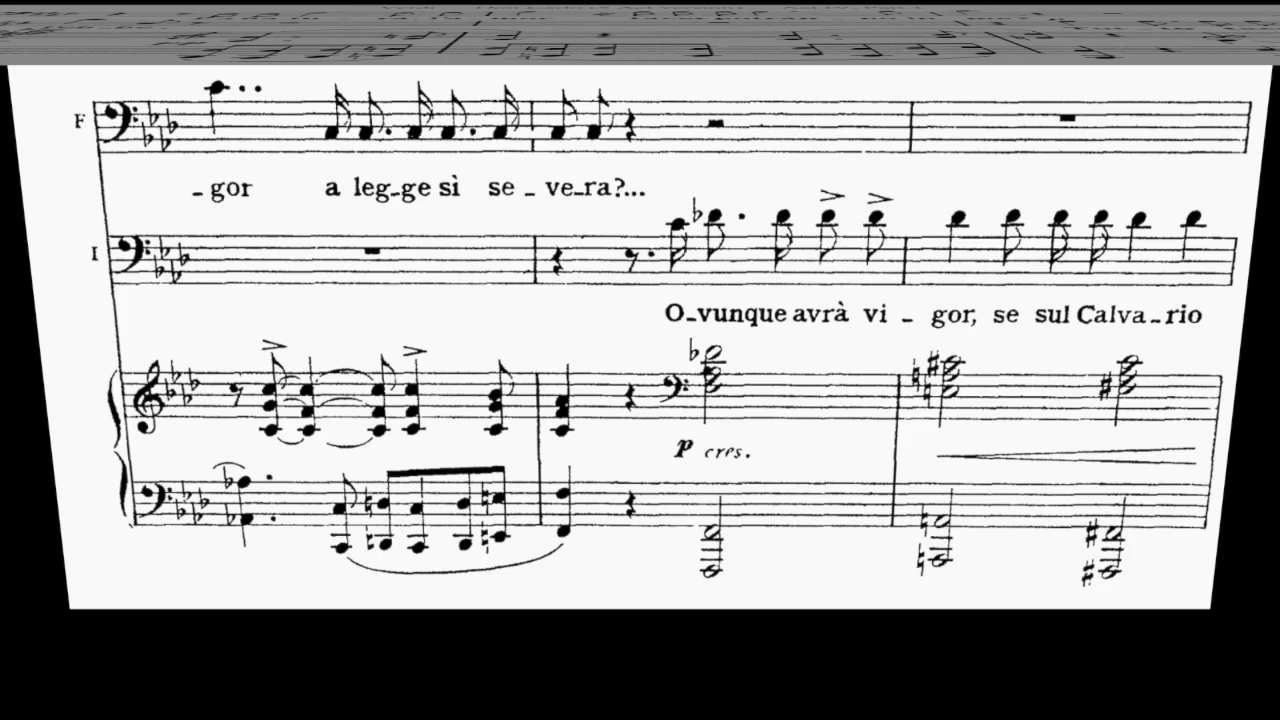 F
- gor a leg-ge sì se - ve-ra?...
I
O-vunque avrà vi - gor, se sul Calva-rio
p cres.